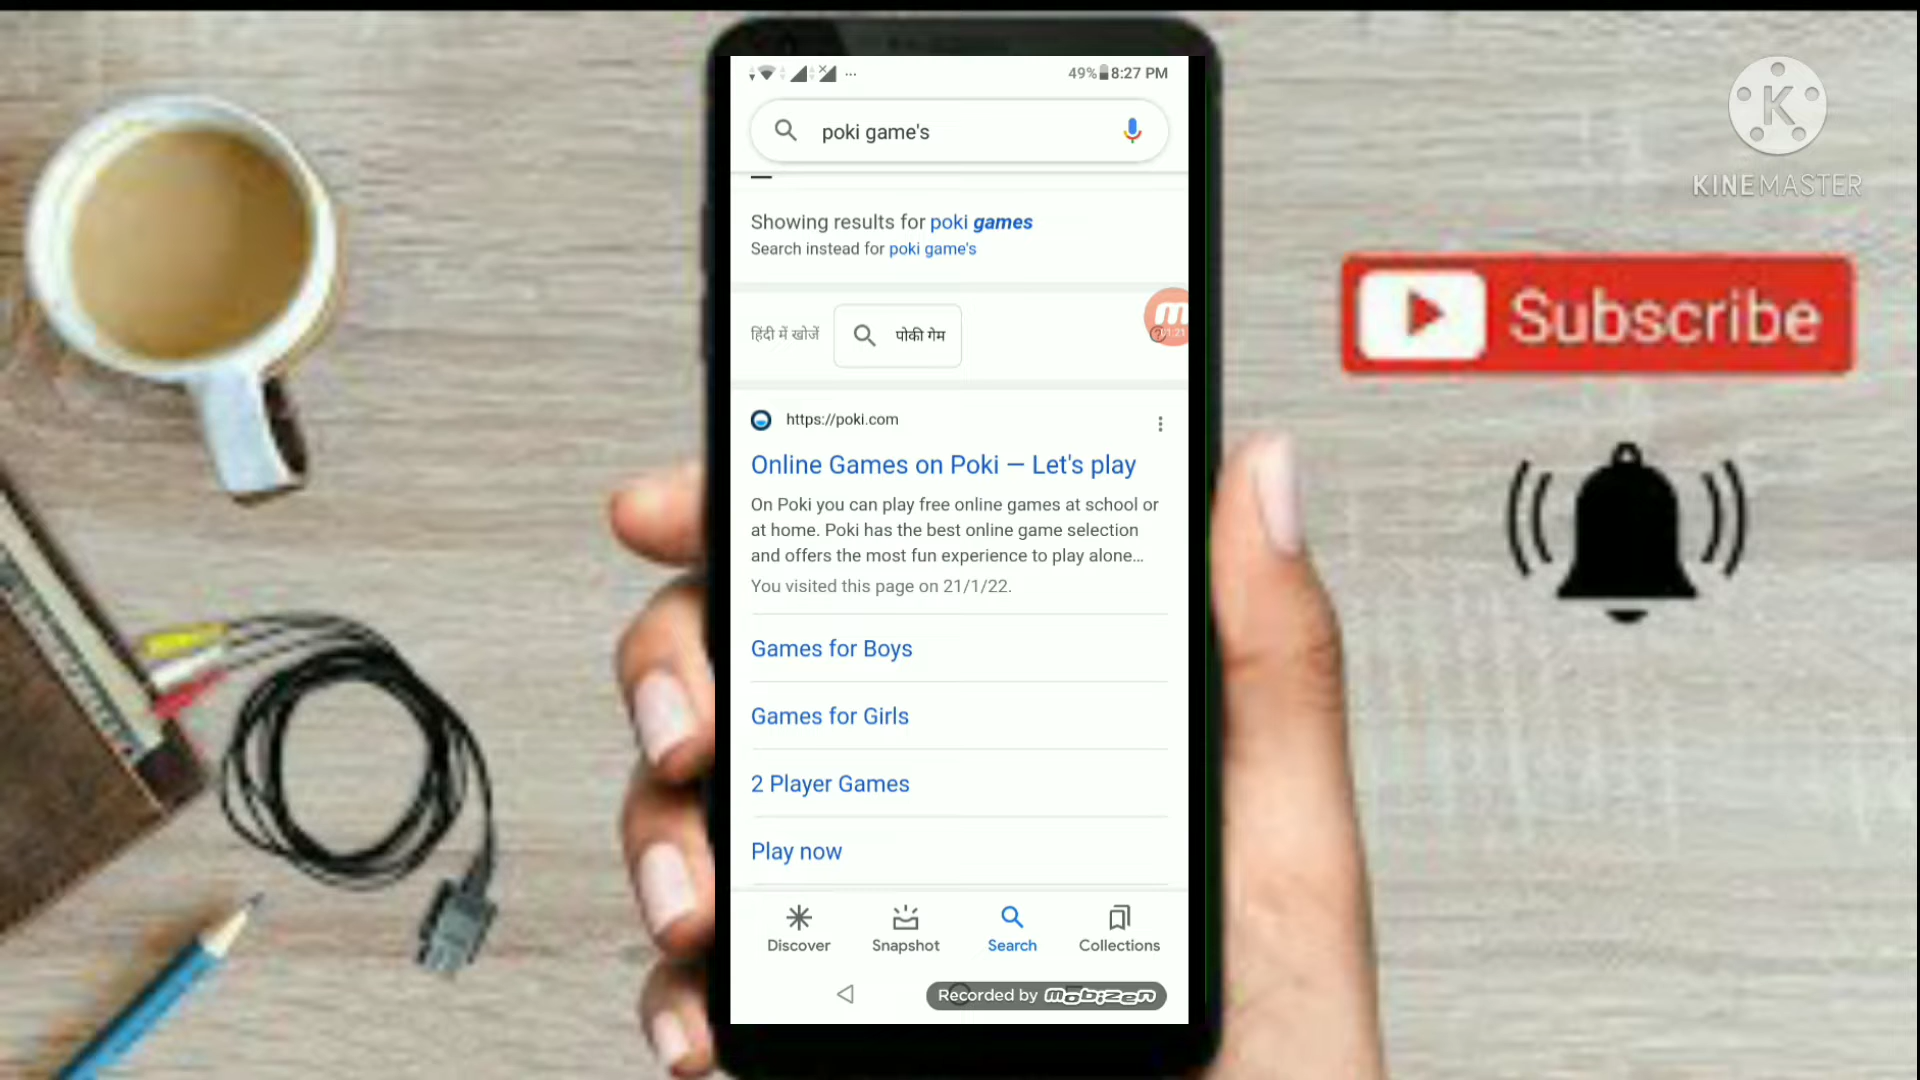 49% 8:27 PM
poki game's
K
KINEMASTER
Showing results for poki games
Search instead for poki game's
हिंदी में खोजें
पोकी गेम
Subscribe
https://poki.com
Online Games on Poki — Let's play
On Poki you can play free online games at school or
at home. Poki has the best online game selection
and offers the most fun experience to play alone...
You visited this page on 21/1/22.
Games for Boys
Games for Girls
2 Player Games
Play now
Discover
Snapshot
Search
Collections
Recorded by mobizen